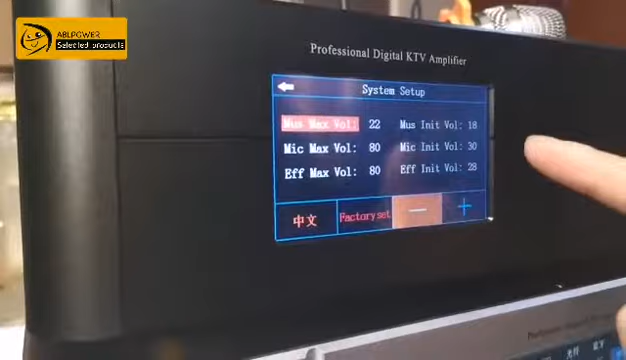 ABLPOWER
Selected products
Professional Digital KTV Amplifier
System Setup
Mus Max Vol: 22 Mus Init Vol: 18
Mic Max Vol: 80 Mic Init Vol: 30
Eff Max Vol: 80 Eff Init Vol: 28
中文 Factory set — +